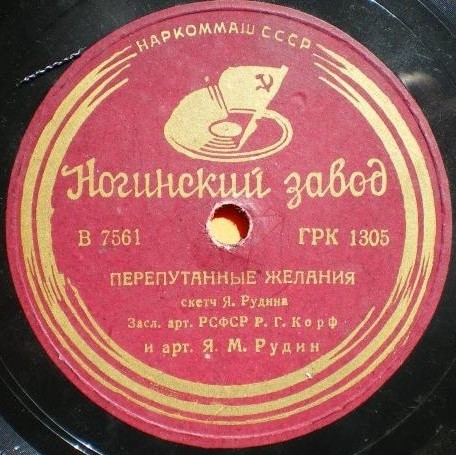 НАРКОММАШ СССР
Ногинский завод
В 7561 ГРК 1305
ПЕРЕПУТАННЫЕ ЖЕЛАНИЯ
скетч Я. Рудина
Засл. арт. РСФСР Р. Г. Корф
и арт. Я. М. Рудин